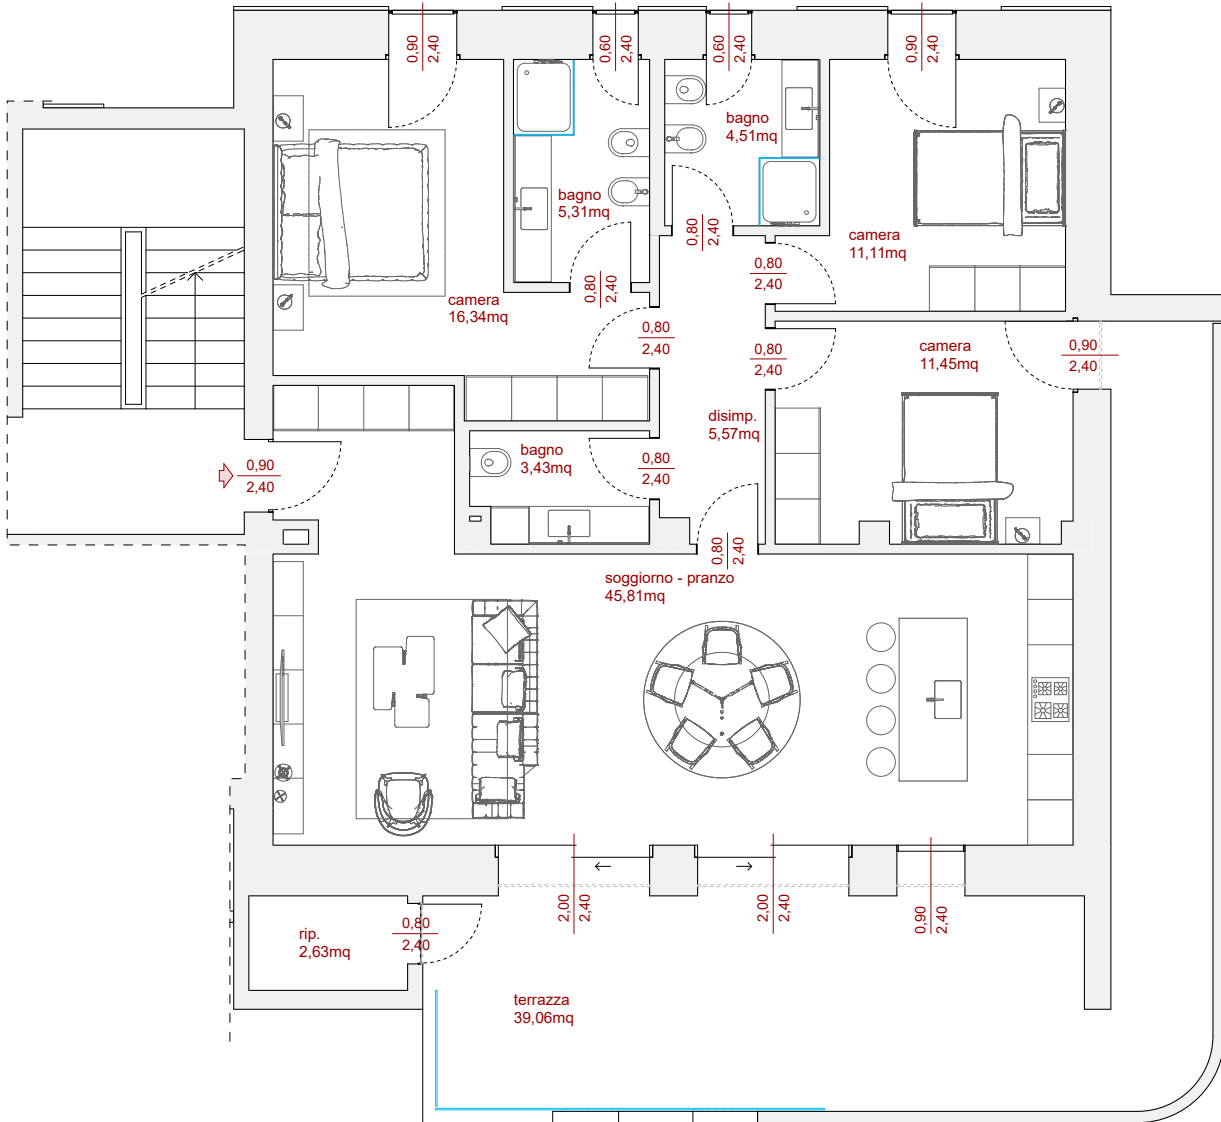 0,90
2,40
0,60
2,40
0,60
2,40
0,90
2,40
bagno
4,51mq
bagno
5,31mq
0,80
2,40
camera
11,11mq
0,80
2,40
0,80
2,40
camera
16,34mq
0,80
2,40
0,80
2,40
camera
11,45mq
0,90
2,40
disimp.
5,57mq
bagno
3,43mq
0,80
2,40
0,90
2,40
0,80
2,40
soggiorno - pranzo
45,81mq
2,00
2,40
2,00
2,40
0,90
2,40
rip.
2,63mq
0,80
2,40
terrazza
39,06mq